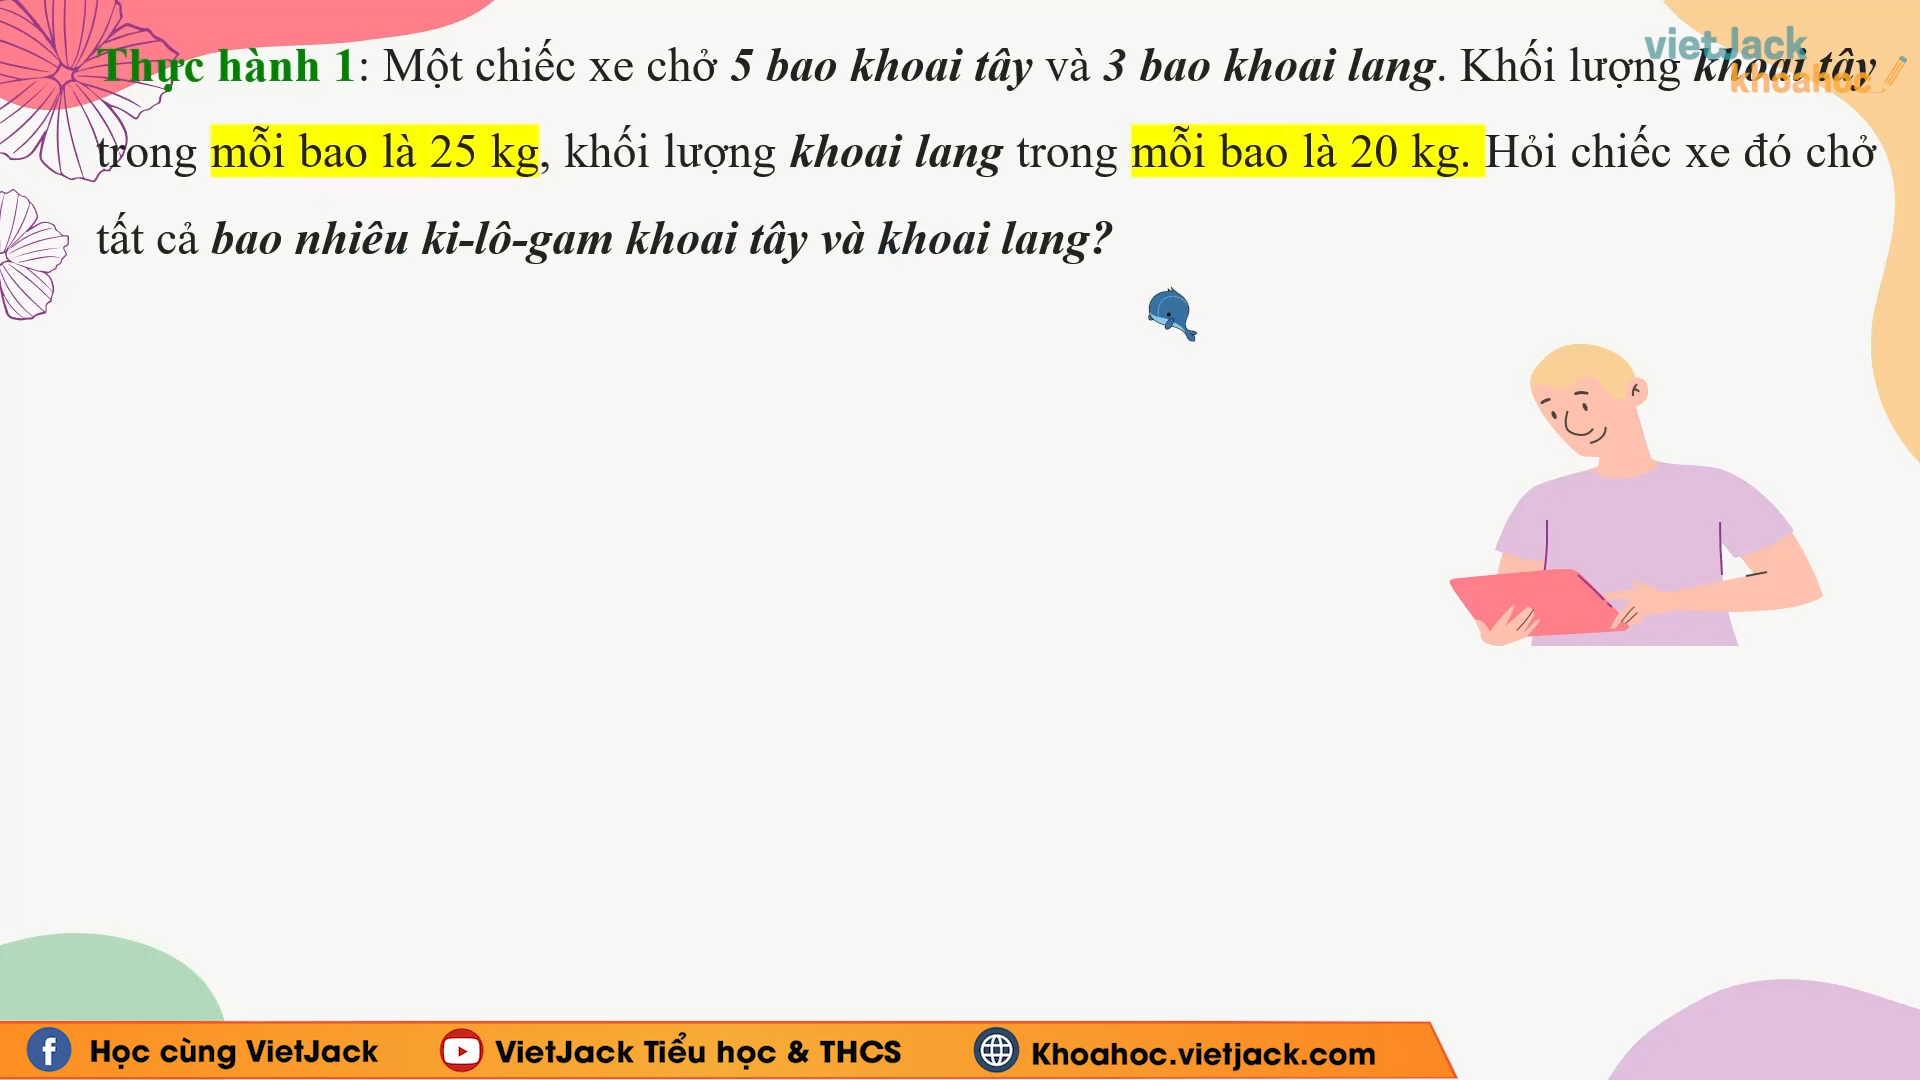 vietJack
khoahoc
Thực hành 1: Một chiếc xe chở 5 bao khoai tây và 3 bao khoai lang. Khối lượng khoai tây
trong mỗi bao là 25 kg, khối lượng khoai lang trong mỗi bao là 20 kg. Hỏi chiếc xe đó chở
tất cả bao nhiêu ki-lô-gam khoai tây và khoai lang?
Học cùng VietJack
VietJack Tiểu học & THCS
Khoahoc.vietjack.com